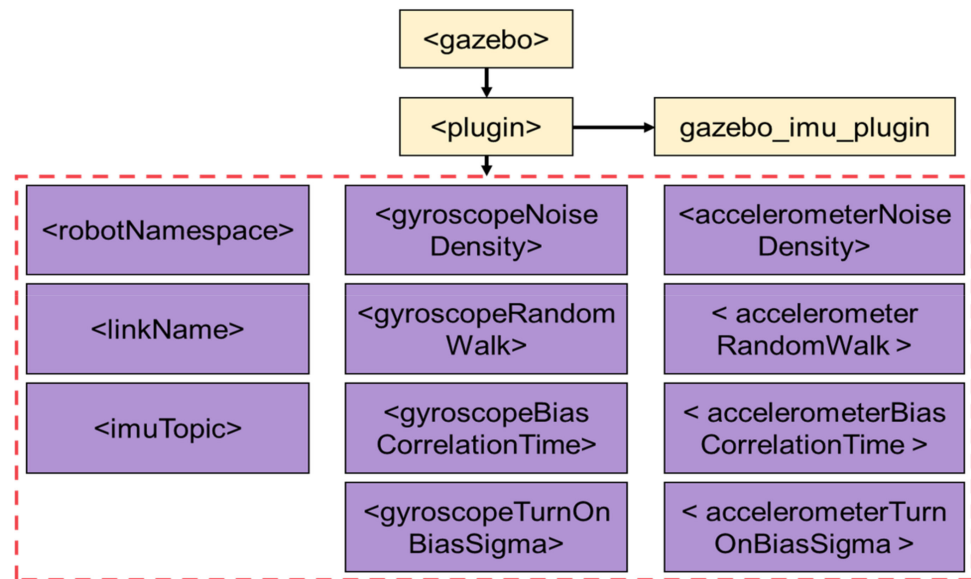 <gazebo>
<plugin>
gazebo_imu_plugin
<robotNamespace>
<gyroscopeNoise
Density>
<accelerometerNoise
Density>
<linkName>
<gyroscopeRandom
Walk>
< accelerometer
RandomWalk >
<imuTopic>
<gyroscopeBias
CorrelationTime>
< accelerometerBias
CorrelationTime >
<gyroscopeTurnOn
BiasSigma>
< accelerometerTurn
OnBiasSigma >